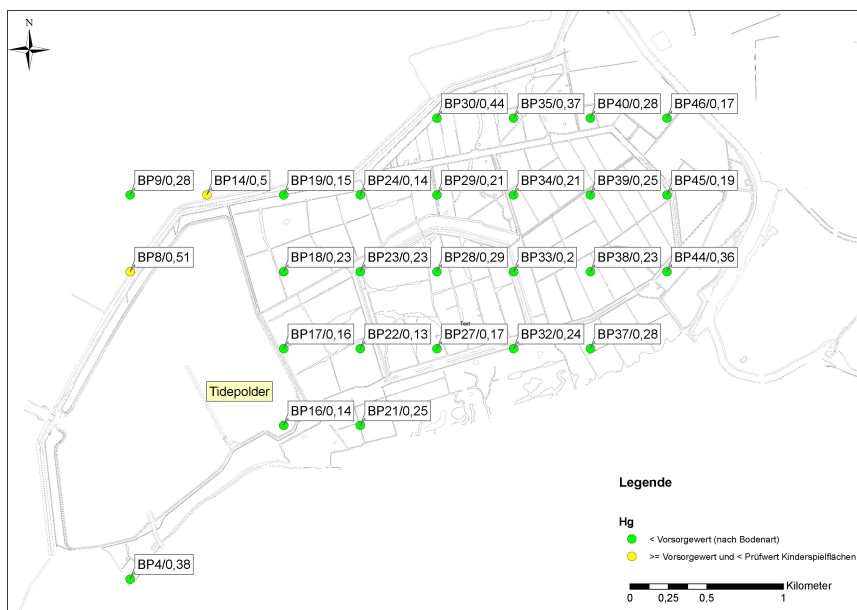 N
BP30/0,44 BP35/0,37 BP40/0,28 BP46/0,17
BP9/0,28 BP14/0,5 BP19/0,15 BP24/0,14 BP29/0,21 BP34/0,21 BP39/0,25 BP45/0,19
BP8/0,51 BP18/0,23 BP23/0,23 BP28/0,29 BP33/0,2 BP38/0,23 BP44/0,36
Text
BP17/0,16 BP22/0,13 BP27/0,17 BP32/0,24 BP37/0,28
Tidepolder
BP16/0,14 BP21/0,25
BP4/0,38
Legende
Hg
< Vorsorgewert (nach Bodenart)
>= Vorsorgewert und < Prüfwert Kinderspielflächen
Kilometer
0 0,25 0,5 1